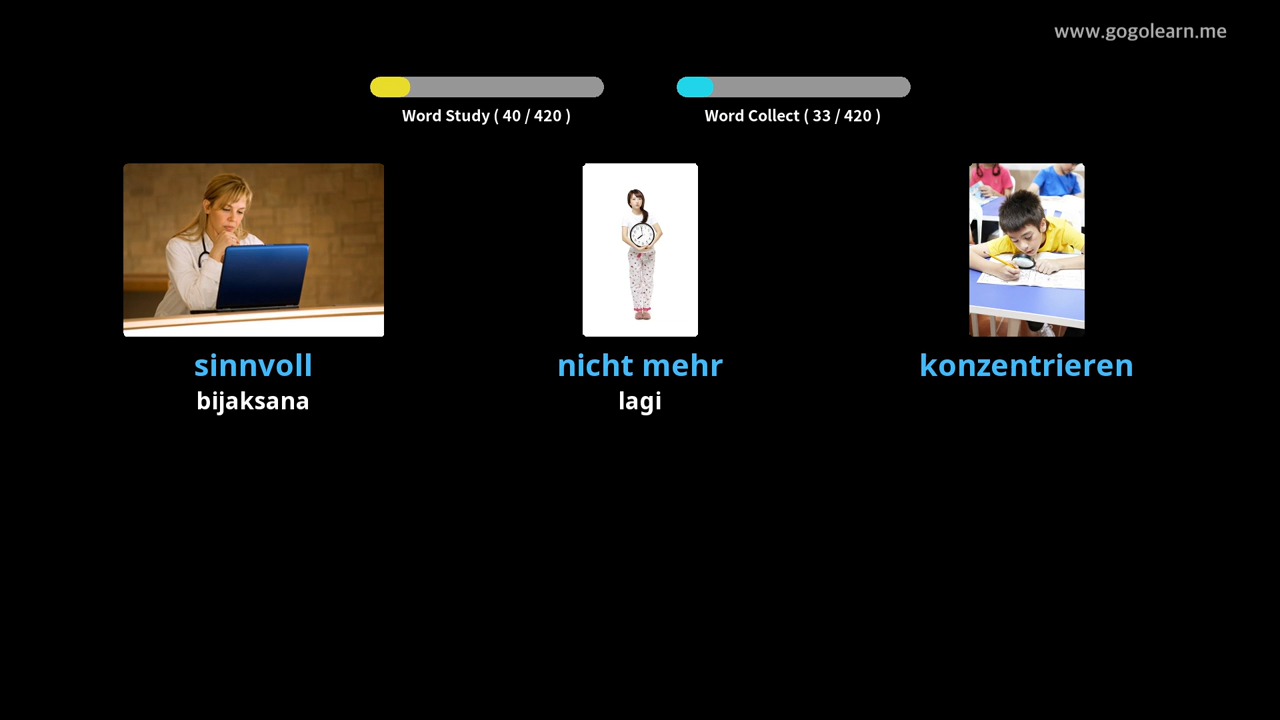 www.gogolearn.me
Word Study ( 40 / 420 )
Word Collect ( 33 / 420 )
sinnvoll
bijaksana
nicht mehr
lagi
konzentrieren